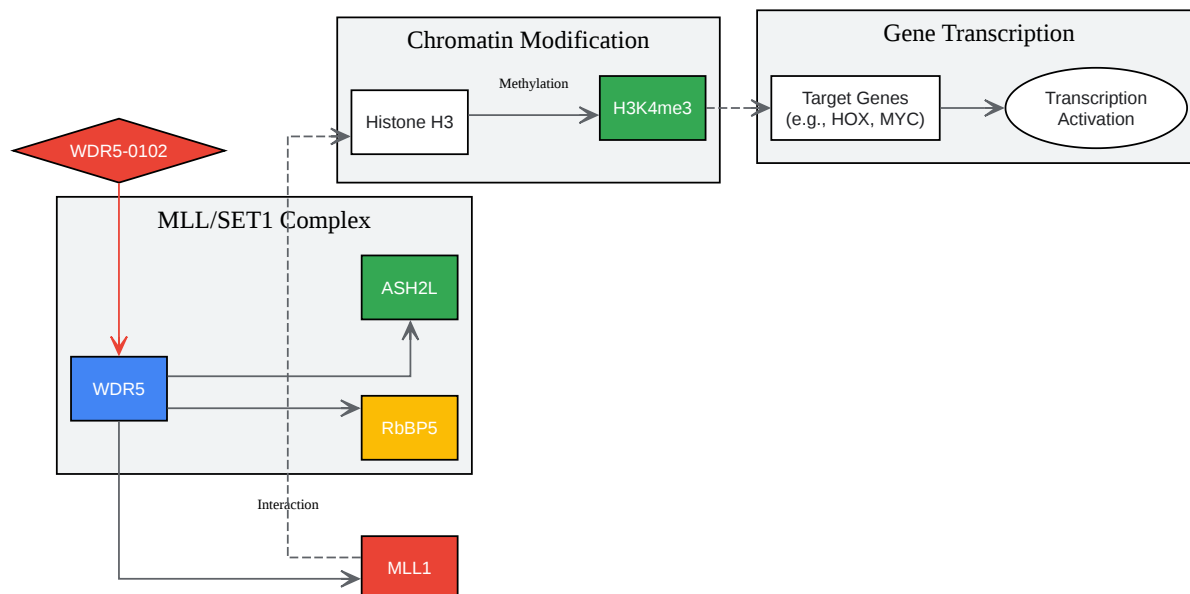 Chromatin Modification
Gene Transcription
Methylation
Histone H3
H3K4me3
Target Genes
(e.g., HOX, MYC)
Transcription
Activation
WDR5-0102
MLL/SET1 Complex
ASH2L
WDR5
RbBP5
Interaction
MLL1